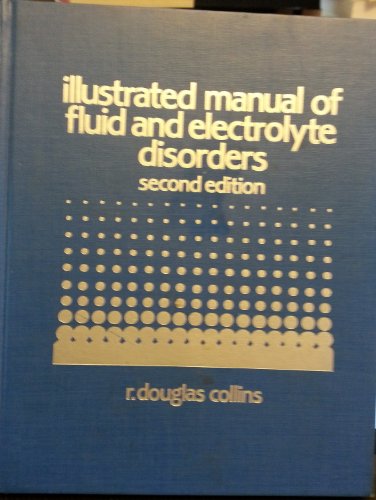 illustrated manual of
fluid and electrolyte
disorders
second edition
r. douglas collins